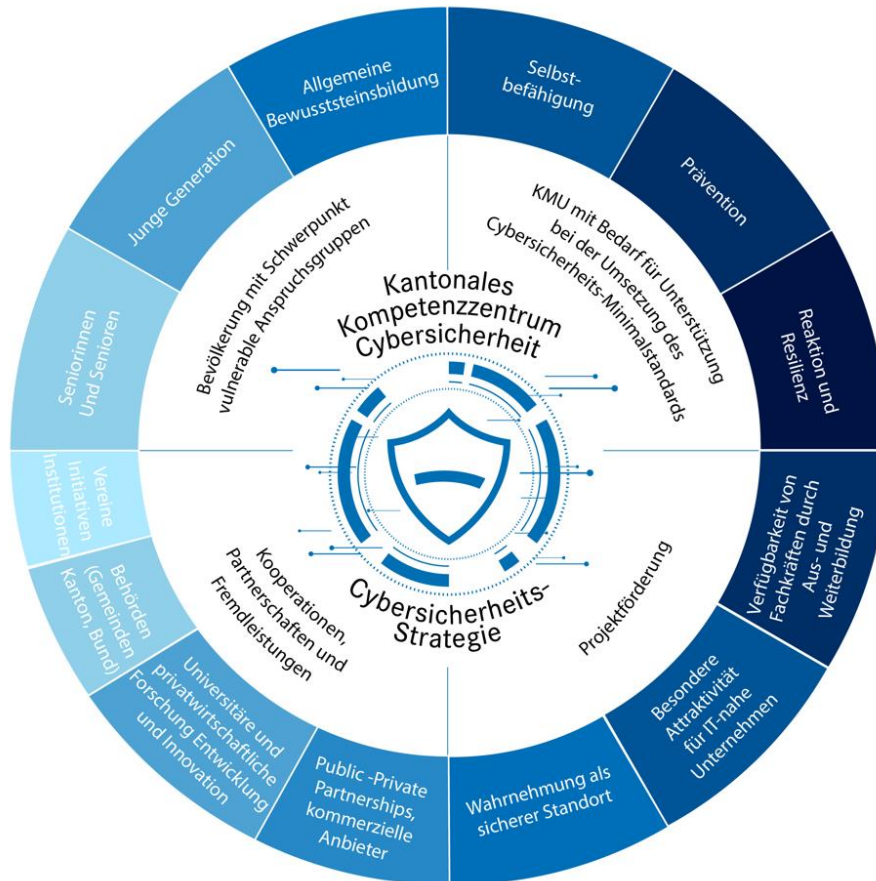 Allgemeine
Bewusstseinsbildung
Selbst-
befähigung
Prävention
Reaktion und
Resilienz
Verfügbarkeit von
Fachkräften durch
Aus- und
Weiterbildung
Besondere
Attraktivität
für IT-nahe
Unternehmen
Wahrnehmung als
sicherer Standort
Public -Private
Partnerships,
kommerzielle
Anbieter
Universitäre und
privatwirtschaftliche
Forschung Entwicklung
und Innovation
Behörden
(Gemeinden
Kanton, Bund)
Vereine
Initiativen
Institutionen
Seniorinnen
Und Senioren
Junge Generation
Bevölkerung mit Schwerpunkt
vulnerable Anspruchsgruppen
KMU mit Bedarf für Unterstützung
bei der Umsetzung des
Cybersicherheits-Minimalstandards
Projektförderung
Kooperationen,
Partnerschaften und
Fremdleistungen
Kantonales
Kompetenzzentrum
Cybersicherheit
Cybersicherheits-
Strategie